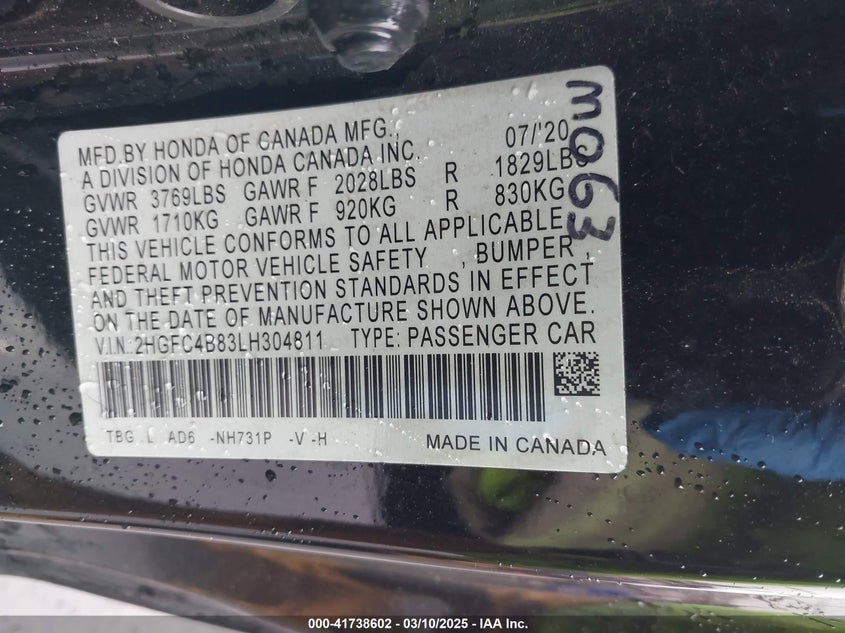 MFD.BY HONDA OF CANADA MFG., 07/'20
A DIVISION OF HONDA CANADA INC.
GVWR 3769LBS GAWR F 2028LBS R 1829LBS
GVWR 1710KG GAWR F 920KG R 830KG
THIS VEHICLE CONFORMS TO ALL APPLICABLE
FEDERAL MOTOR VEHICLE SAFETY , BUMPER ,
AND THEFT PREVENTION STANDARDS IN EFFECT
ON THE DATE OF MANUFACTURE SHOWN ABOVE.
V.I.N: 2HGFC4B83LH304811 TYPE: PASSENGER CAR
TBG L AD6 -NH731P -V -H MADE IN CANADA
M063
000-41738602 - 03/10/2025 - IAA Inc.